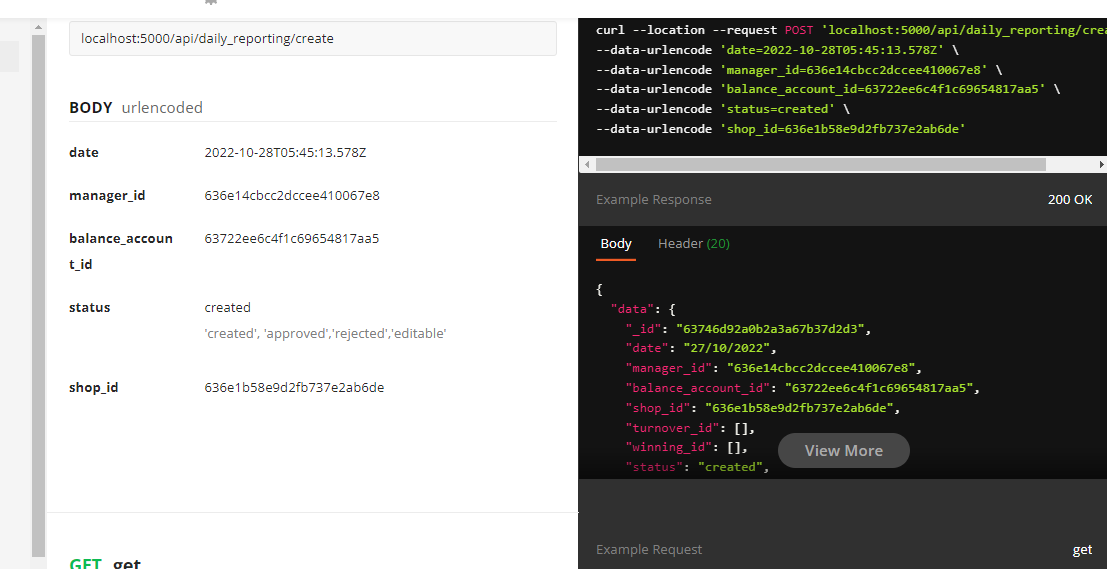 localhost:5000/api/daily_reporting/create
BODY urlencoded
date 2022-10-28T05:45:13.578Z
manager_id 636e14cbcc2dccee410067e8
balance_accoun 63722ee6c4f1c69654817aa5
t_id
status created
'created', 'approved','rejected','editable'
shop_id 636e1b58e9d2fb737e2ab6de
GET get
curl --location --request POST 'localhost:5000/api/daily_reporting/crea
--data-urlencode 'date=2022-10-28T05:45:13.578Z' \
--data-urlencode 'manager_id=636e14cbcc2dccee410067e8' \
--data-urlencode 'balance_account_id=63722ee6c4f1c69654817aa5' \
--data-urlencode 'status=created' \
--data-urlencode 'shop_id=636e1b58e9d2fb737e2ab6de'
Example Response 200 OK
Body Header (20)
{
"data": {
"_id": "63746d92a0b2a3a67b37d2d3",
"date": "27/10/2022",
"manager_id": "636e14cbcc2dccee410067e8",
"balance_account_id": "63722ee6c4f1c69654817aa5",
"shop_id": "636e1b58e9d2fb737e2ab6de",
"turnover_id": [],
"winning_id": [],
"status": "created",
View More
Example Request get